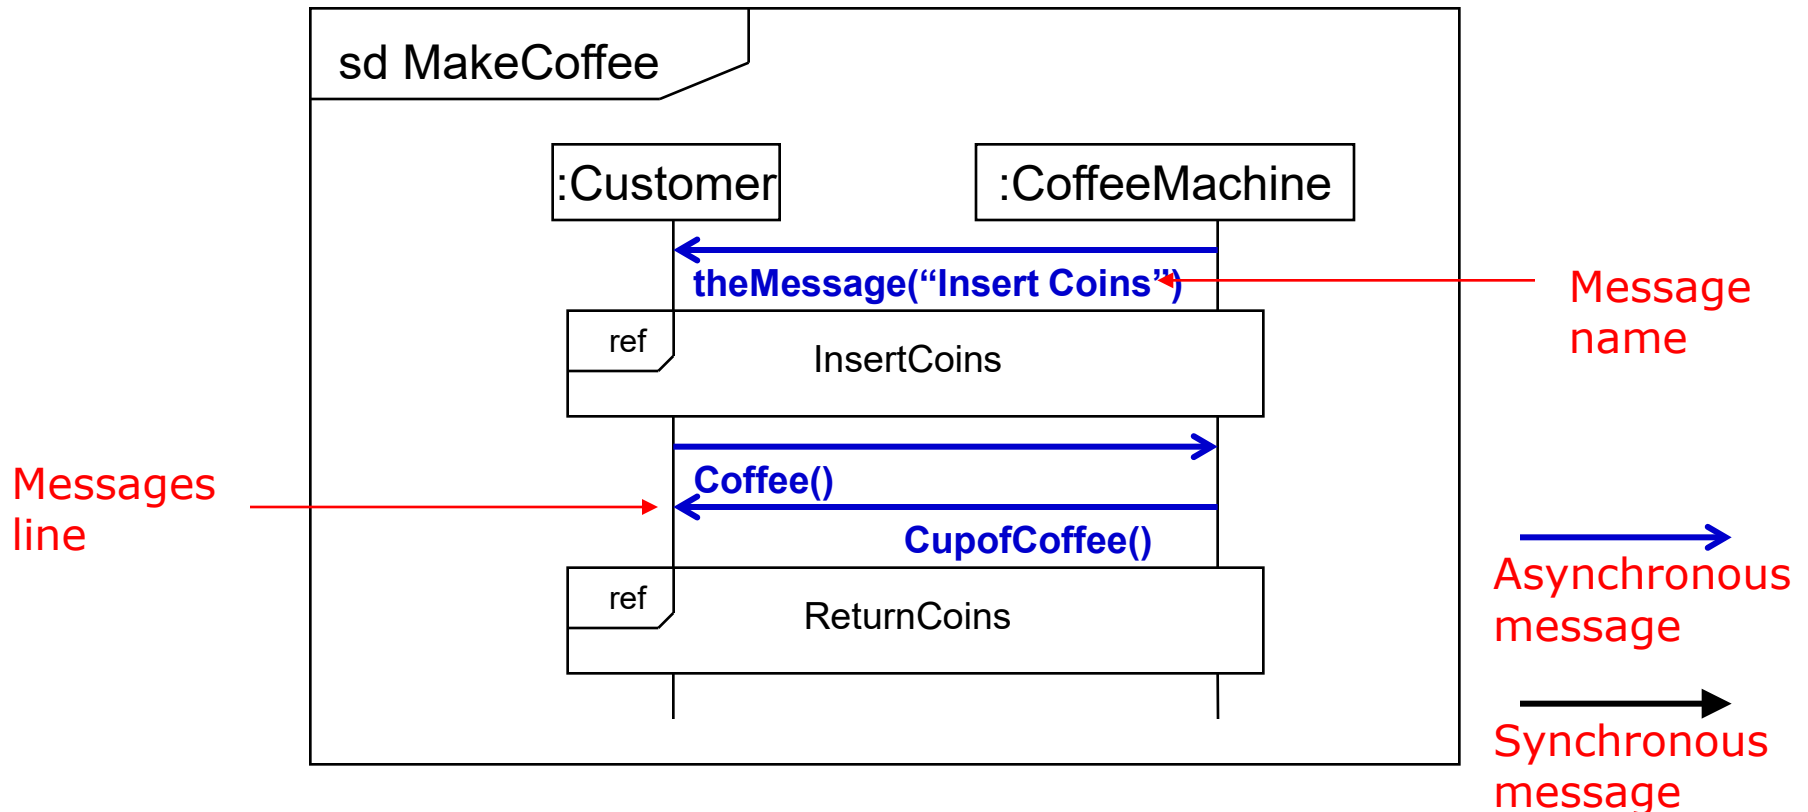 sd MakeCoffee
:Customer
:CoffeeMachine
theMessage(“Insert Coins”)
Message
name
ref
InsertCoins
Messages
line
Coffee()
CupofCoffee()
Asynchronous
message
ref
ReturnCoins
Synchronous
message